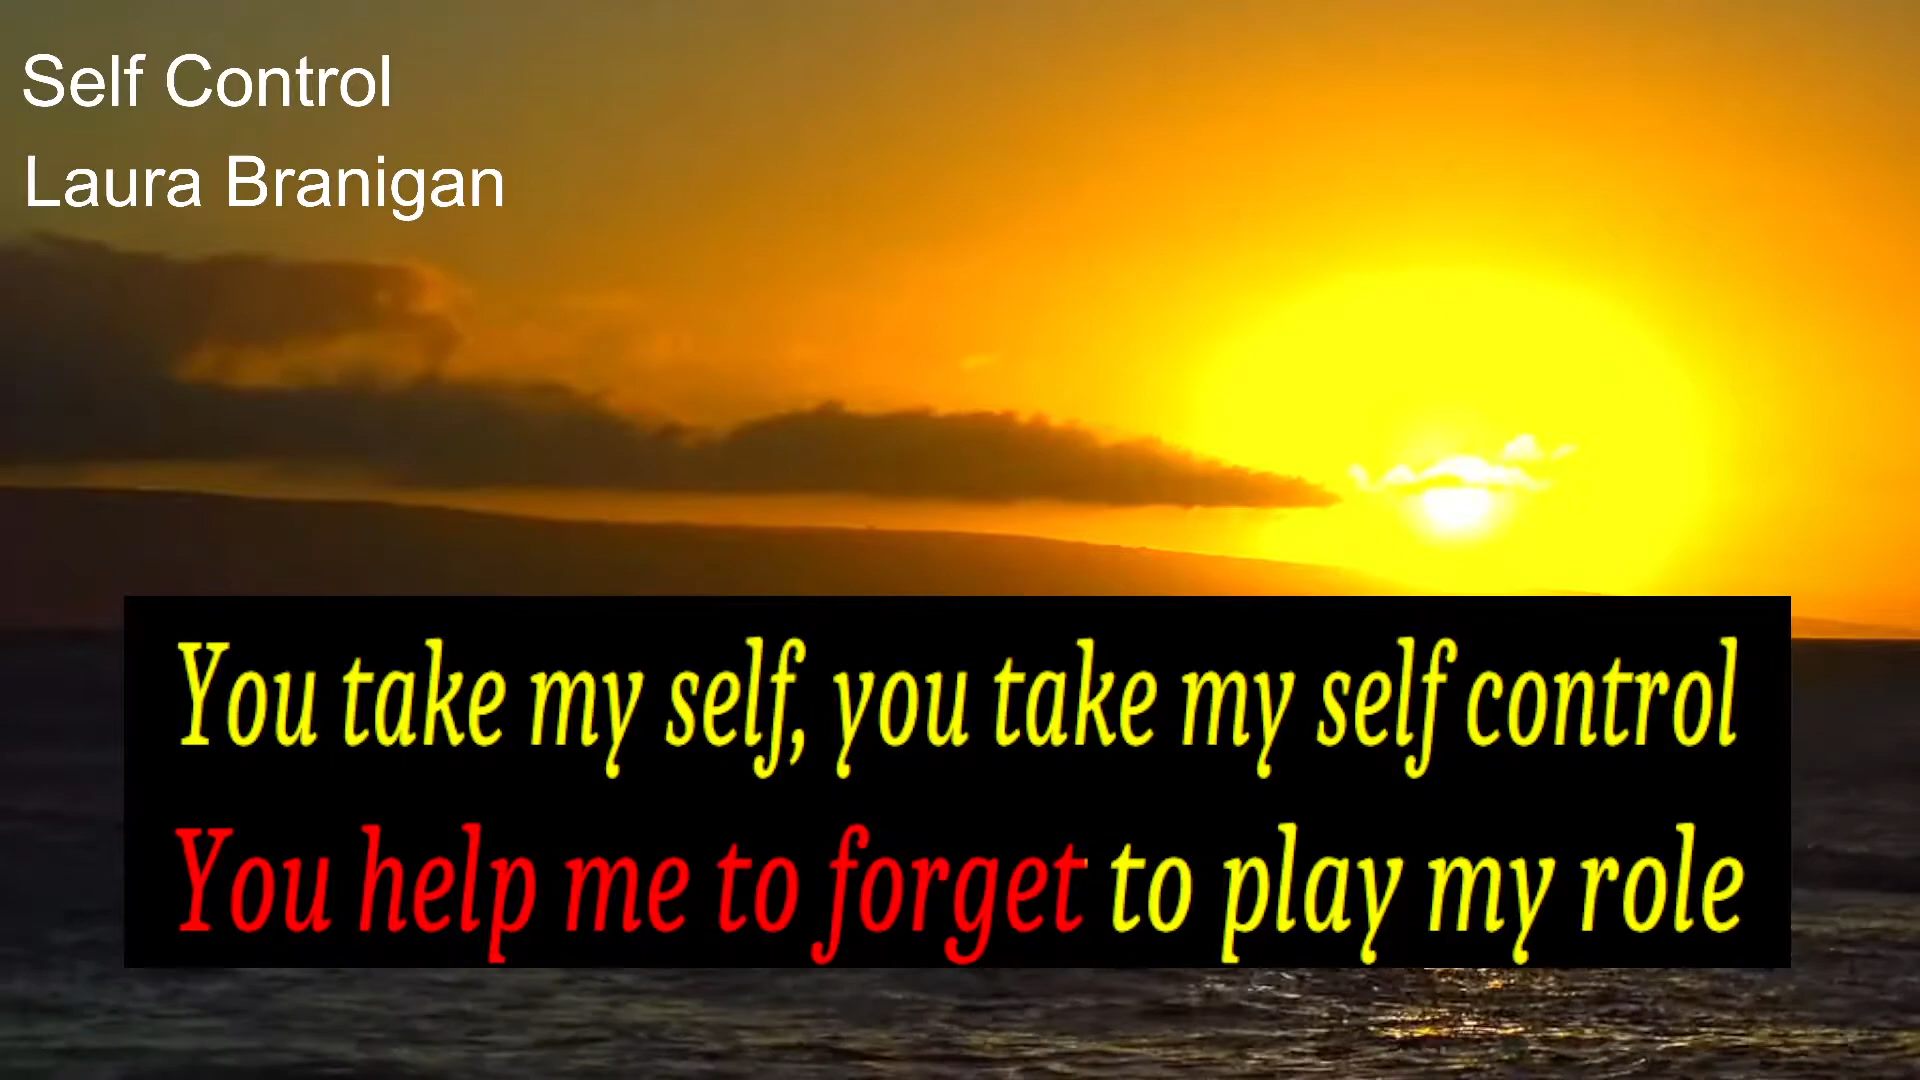 Self Control
Laura Branigan
You take my self, you take my self control
You help me to forget to play my role